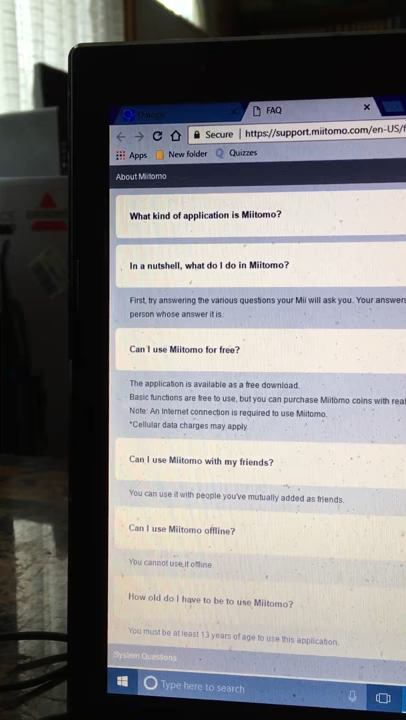 FAQ
Secure | https://support.miitomo.com/en-US/f
Apps New folder Quizzes
About Miitomo
What kind of application is Miitomo?
In a nutshell, what do I do in Miitomo?
First, try answering the various questions your Mii will ask you. Your answers
person whose answer it is.
Can I use Miitomo for free?
The application is available as a free download.
Basic functions are free to use, but you can purchase Miitomo coins with real
Note: An Internet connection is required to use Miitomo.
*Cellular data charges may apply.
Can I use Miitomo with my friends?
You can use it with people you've mutually added as friends.
Can I use Miitomo offline?
You cannot use it offline.
How old do I have to be to use Miitomo?
You must be at least 13 years of age to use this application.
System Questions
Type here to search